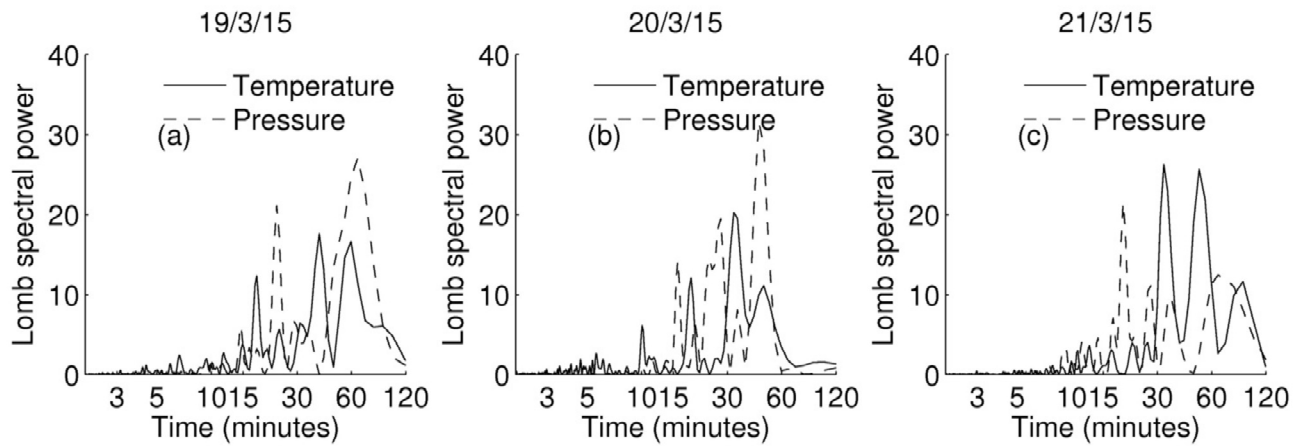 19/3/15
40
30
20
10
0
Lomb spectral power
Temperature
Pressure
(a)
3 5 1015 30 60 120
Time (minutes)
20/3/15
40
30
20
10
0
Lomb spectral power
Temperature
Pressure
(b)
3 5 1015 30 60 120
Time (minutes)
21/3/15
40
30
20
10
0
Lomb spectral power
Temperature
Pressure
(c)
3 5 1015 30 60 120
Time (minutes)